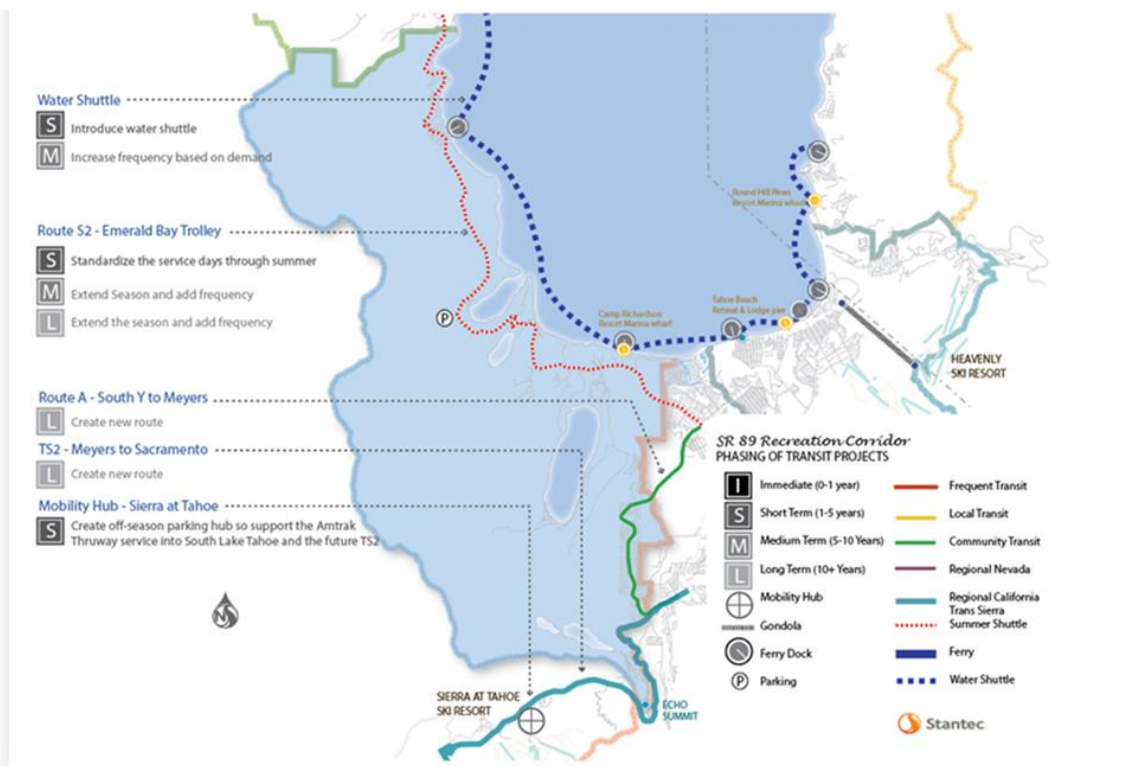 Water Shuttle
S Introduce water shuttle
M Increase frequency based on demand
Route S2 - Emerald Bay Trolley
S Standardize the service days through summer
M Extend Season and add frequency
L Extend the season and add frequency
P
Route A - South Y to Meyers
L Create new route
TS2 - Meyers to Sacramento
L Create new route
Mobility Hub - Sierra at Tahoe
S Create off-season parking hub so support the Amtrak
Thruway service into South Lake Tahoe and the future TS2
Round Hill Pines
Resort Marina wharf
Camp Richardson
Resort Marina wharf
Tahoe Beach
Retreat & Lodge pier
HEAVENLY
SKI RESORT
SIERRA AT TAHOE
SKI RESORT
ECHO
SUMMIT
SR 89 Recreation Corridor
PHASING OF TRANSIT PROJECTS
I Immediate (0-1 year)
S Short Term (1-5 years)
M Medium Term (5-10 Years)
L Long Term (10+ Years)
Mobility Hub
Gondola
Ferry Dock
P Parking
Frequent Transit
Local Transit
Community Transit
Regional Nevada
Regional California
Trans Sierra
Summer Shuttle
Ferry
Water Shuttle
Stantec